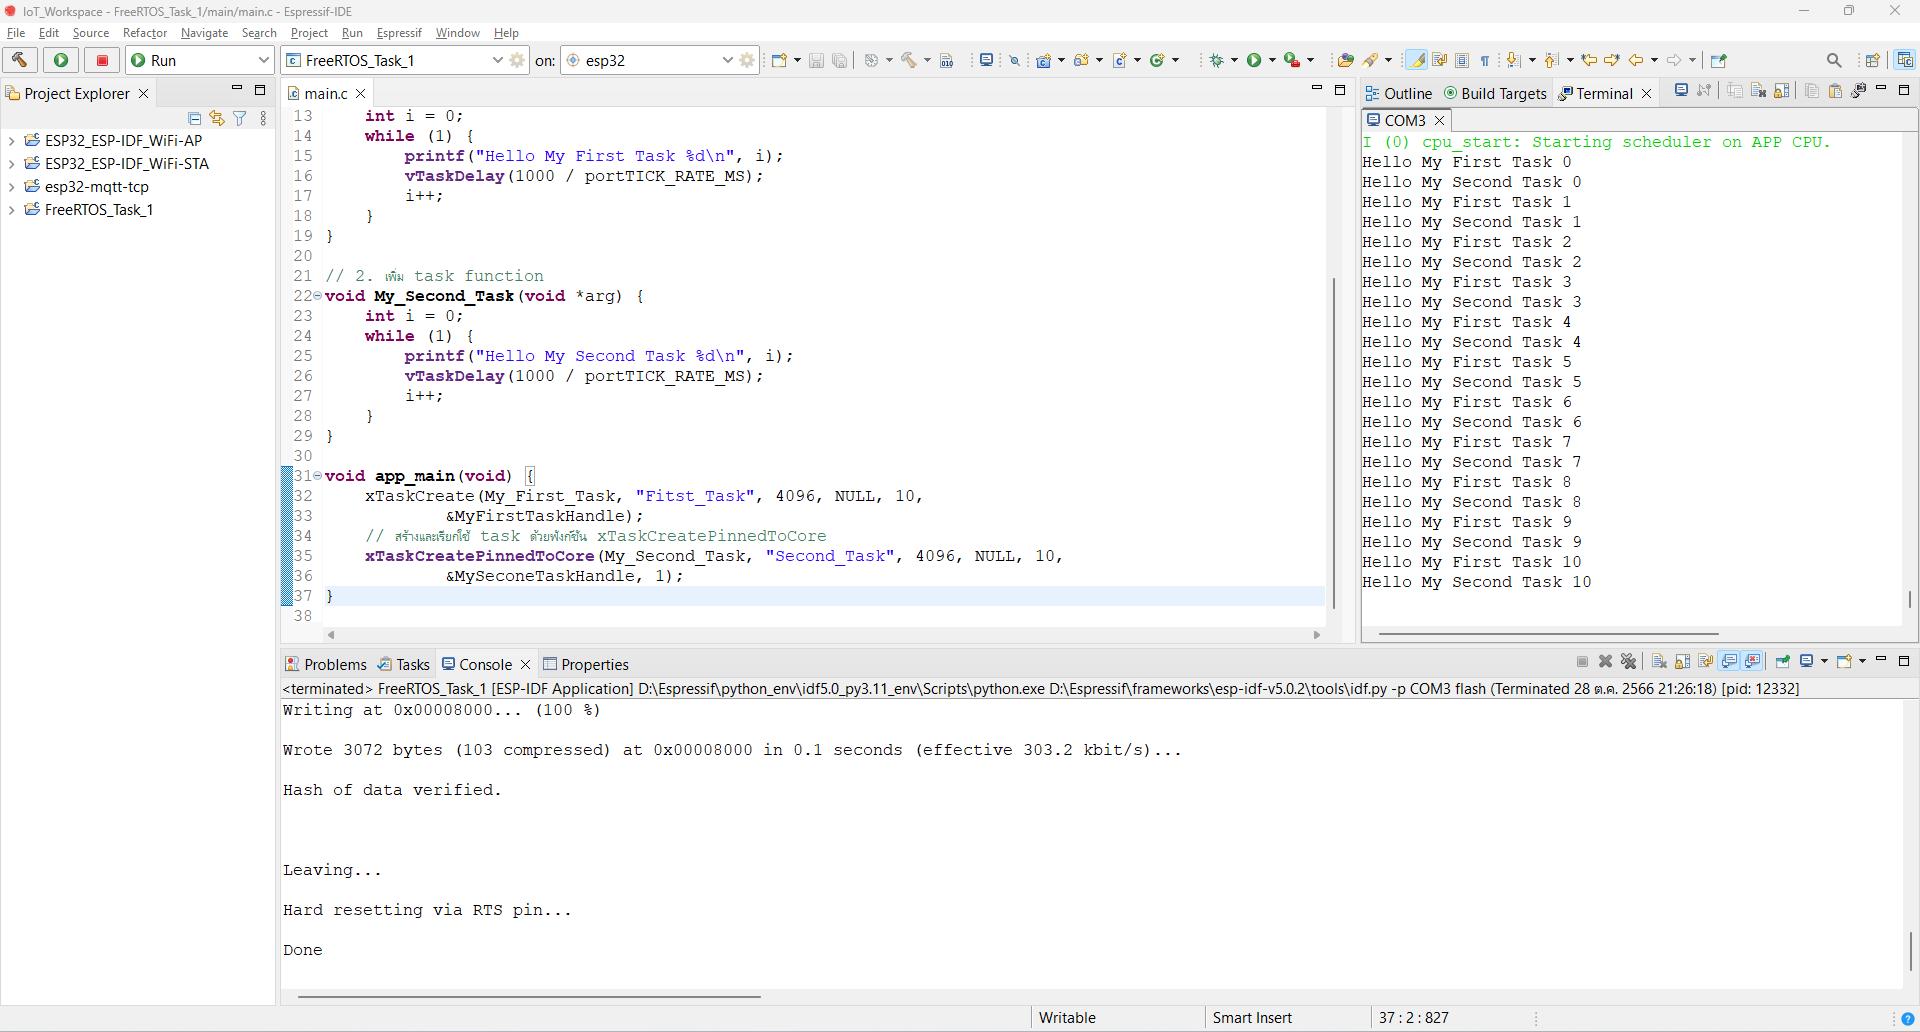 IoT_Workspace - FreeRTOS_Task_1/main/main.c - Espressif-IDE
File Edit Source Refactor Navigate Search Project Run Espressif Window Help
Run
FreeRTOS_Task_1
on:
esp32
Project Explorer
ESP32_ESP-IDF_WiFi-AP
ESP32_ESP-IDF_WiFi-STA
esp32-mqtt-tcp
FreeRTOS_Task_1
main.c
13 int i = 0;
14 while (1) {
15 printf("Hello My First Task %d\n", i);
16 vTaskDelay(1000 / portTICK_RATE_MS);
17 i++;
18 }
19 }
20
21 // 2. เพิ่ม task function
22 void My_Second_Task(void *arg) {
23 int i = 0;
24 while (1) {
25 printf("Hello My Second Task %d\n", i);
26 vTaskDelay(1000 / portTICK_RATE_MS);
27 i++;
28 }
29 }
30
31 void app_main(void) {
32 xTaskCreate(My_First_Task, "Fitst_Task", 4096, NULL, 10,
33 &MyFirstTaskHandle);
34 // สร้างและเรียกใช้ task ด้วยฟังก์ชัน xTaskCreatePinnedToCore
35 xTaskCreatePinnedToCore(My_Second_Task, "Second_Task", 4096, NULL, 10,
36 &MySeconeTaskHandle, 1);
37 }
38
Outline Build Targets Terminal
COM3
I (0) cpu_start: Starting scheduler on APP CPU.
Hello My First Task 0
Hello My Second Task 0
Hello My First Task 1
Hello My Second Task 1
Hello My First Task 2
Hello My Second Task 2
Hello My First Task 3
Hello My Second Task 3
Hello My First Task 4
Hello My Second Task 4
Hello My First Task 5
Hello My Second Task 5
Hello My First Task 6
Hello My Second Task 6
Hello My First Task 7
Hello My Second Task 7
Hello My First Task 8
Hello My Second Task 8
Hello My First Task 9
Hello My Second Task 9
Hello My First Task 10
Hello My Second Task 10
Problems Tasks Console Properties
<terminated> FreeRTOS_Task_1 [ESP-IDF Application] D:\Espressif\python_env\idf5.0_py3.11_env\Scripts\python.exe D:\Espressif\frameworks\esp-idf-v5.0.2\tools\idf.py -p COM3 flash (Terminated 28 ต.ค. 2566 21:26:18) [pid: 12332]
Writing at 0x00008000... (100 %)
Wrote 3072 bytes (103 compressed) at 0x00008000 in 0.1 seconds (effective 303.2 kbit/s)...
Hash of data verified.
Leaving...
Hard resetting via RTS pin...
Done
Writable
Smart Insert
37 : 2 : 827